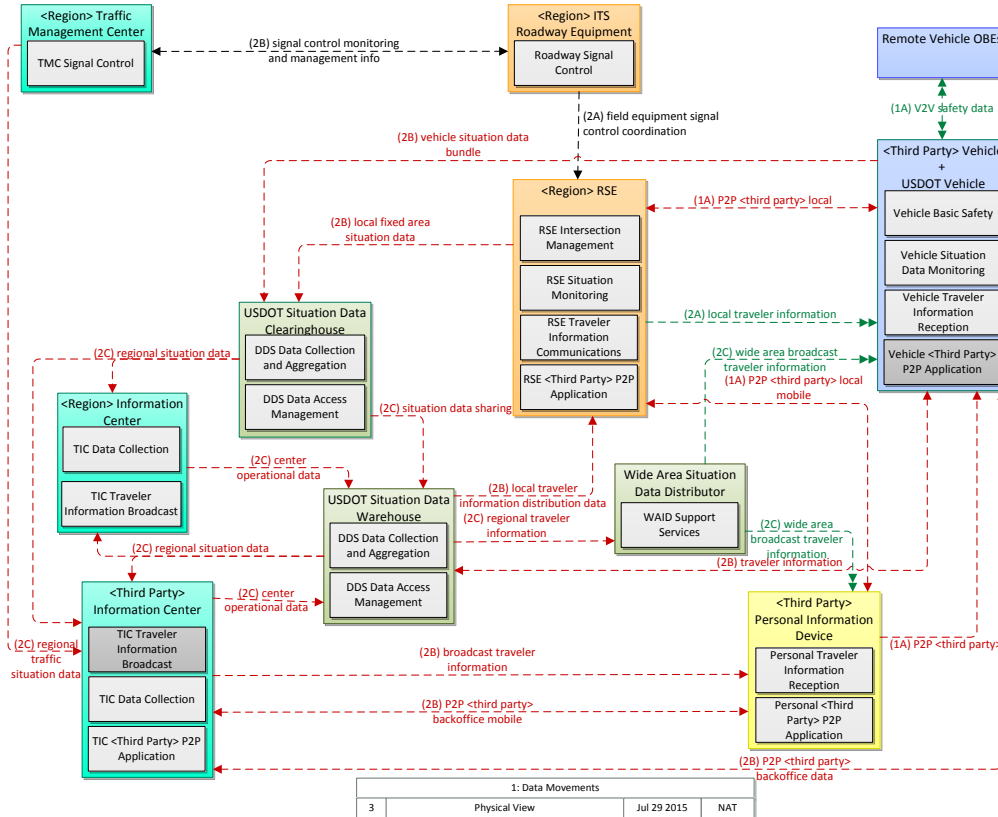 <Region> Traffic
Management Center
TMC Signal Control
(2B) signal control monitoring
and management info
<Region> ITS
Roadway Equipment
Roadway Signal
Control
Remote Vehicle OBEs
(1A) V2V safety data
(2A) field equipment signal
control coordination
(2B) vehicle situation data
bundle
<Third Party> Vehicle
+
USDOT Vehicle
Vehicle Basic Safety
Vehicle Situation
Data Monitoring
Vehicle Traveler
Information
Reception
Vehicle <Third Party>
P2P Application
<Region> RSE
RSE Intersection
Management
RSE Situation
Monitoring
RSE Traveler
Information
Communications
RSE <Third Party> P2P
Application
(1A) P2P <third party> local
(2B) local fixed area
situation data
(2A) local traveler information
(2C) wide area broadcast
traveler information
(1A) P2P <third party> local
mobile
USDOT Situation Data
Clearinghouse
DDS Data Collection
and Aggregation
DDS Data Access
Management
(2C) regional situation data
(2C) situation data sharing
<Region> Information
Center
TIC Data Collection
TIC Traveler
Information Broadcast
(2C) center
operational data
USDOT Situation Data
Warehouse
DDS Data Collection
and Aggregation
DDS Data Access
Management
(2B) local traveler
information distribution data
(2C) regional traveler
information
Wide Area Situation
Data Distributor
WAID Support
Services
(2C) wide area
broadcast traveler
information
(2B) traveler information
(2C) regional situation data
<Third Party>
Information Center
TIC Traveler
Information
Broadcast
TIC Data Collection
TIC <Third Party> P2P
Application
(2C) center
operational data
(2C) regional
traffic
situation data
(2B) broadcast traveler
information
(2B) P2P <third party>
backoffice mobile
<Third Party>
Personal Information
Device
Personal Traveler
Information
Reception
Personal <Third
Party> P2P
Application
(1A) P2P <third party>
(2B) P2P <third party>
backoffice data
1: Data Movements
3 Physical View Jul 29 2015 NAT